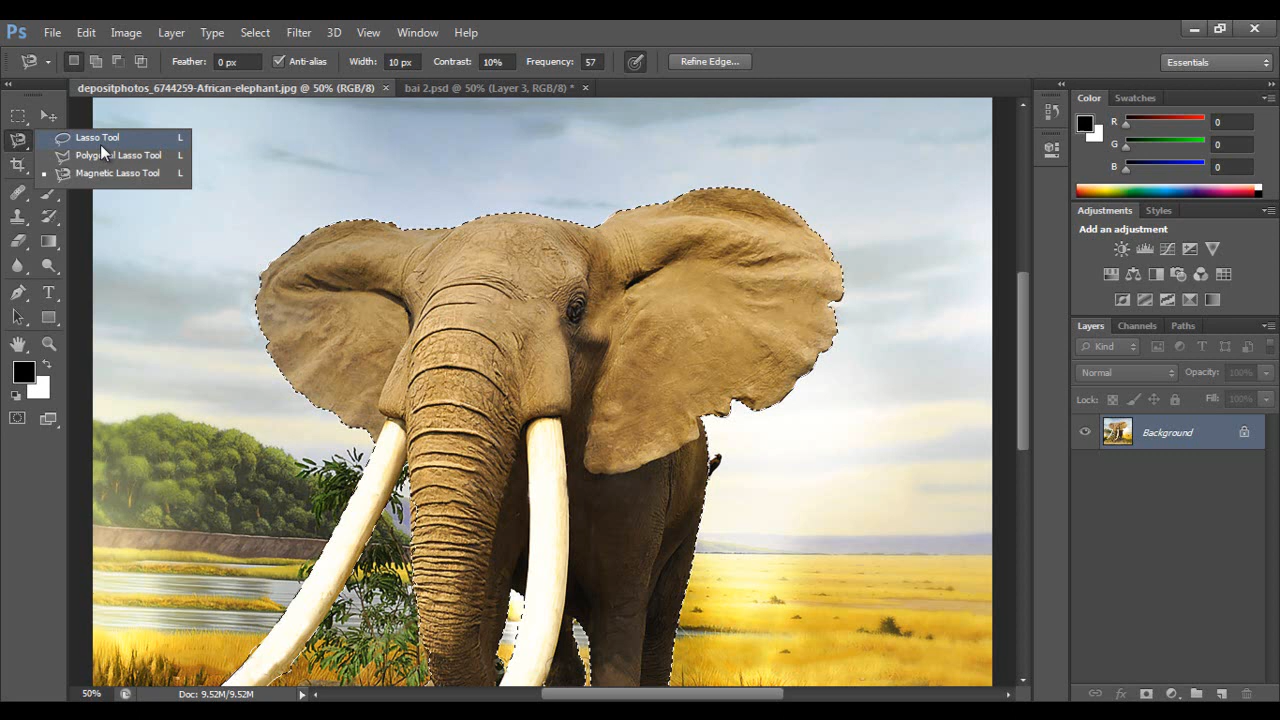 Ps File Edit Image Layer Type Select Filter 3D View Window Help
Feather: 0 px Anti-alias Width: 10 px Contrast: 10% Frequency: 57 Refine Edge... Essentials
depositphotos_6744259-African-elephant.jpg @ 50% (RGB/8) × bai 2.psd @ 50% (Layer 3, RGB/8) * ×
Lasso Tool L
Polygonal Lasso Tool L
Magnetic Lasso Tool L
Color Swatches
R 0
G 0
B 0
Adjustments Styles
Add an adjustment
Layers Channels Paths
Kind
Normal Opacity: 100%
Lock: Fill: 100%
Background
50% Doc: 9.52M/9.52M